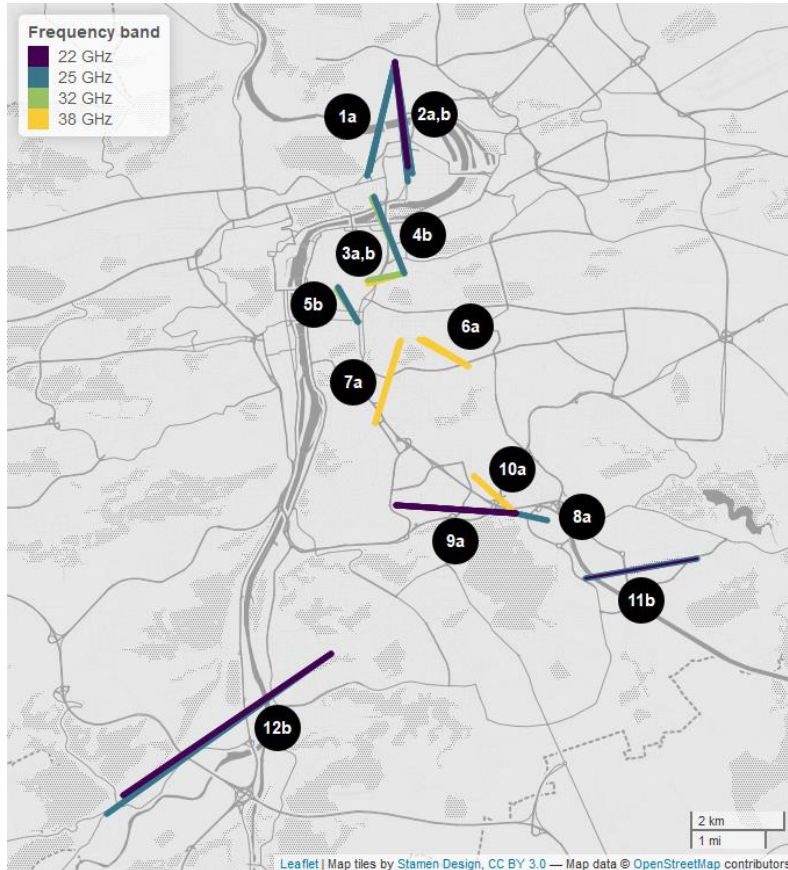 Frequency band
22 GHz
25 GHz
32 GHz
38 GHz
1a
2a,b
4b
3a,b
5b
6a
7a
10a
8a
9a
11b
12b
2 km
1 mi
Leaflet | Map tiles by Stamen Design, CC BY 3.0 — Map data © OpenStreetMap contributors